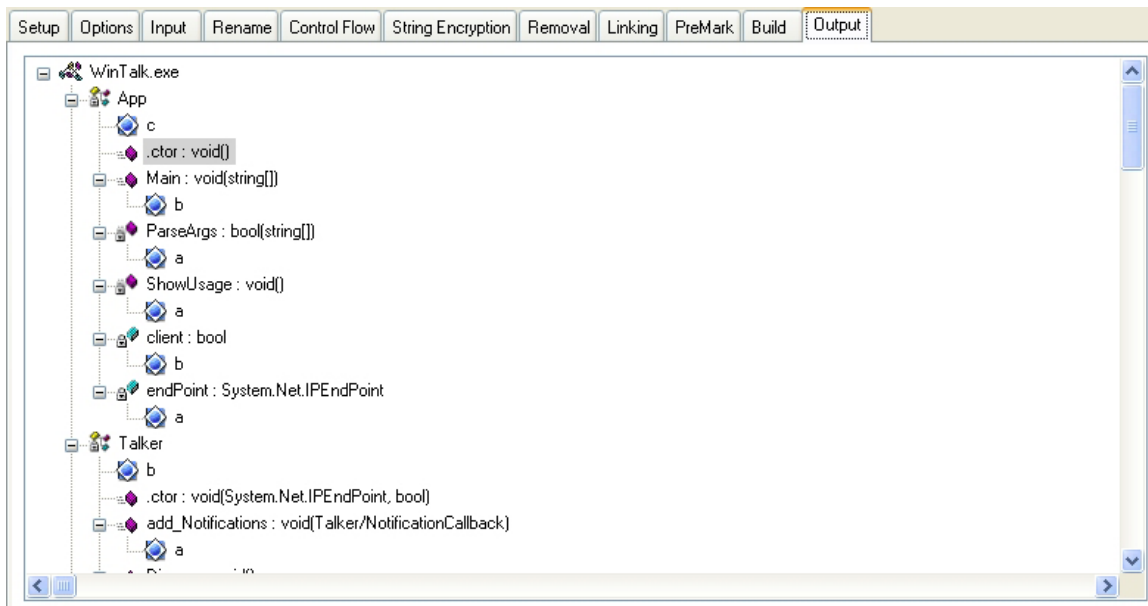 Setup Options Input Rename Control Flow String Encryption Removal Linking PreMark Build Output
WinTalk.exe
App
c
.ctor : void()
Main : void(string[])
b
ParseArgs : bool(string[])
a
ShowUsage : void()
a
client : bool
b
endPoint : System.Net.IPEndPoint
a
Talker
b
.ctor : void(System.Net.IPEndPoint, bool)
add_Notifications : void(Talker/NotificationCallback)
a